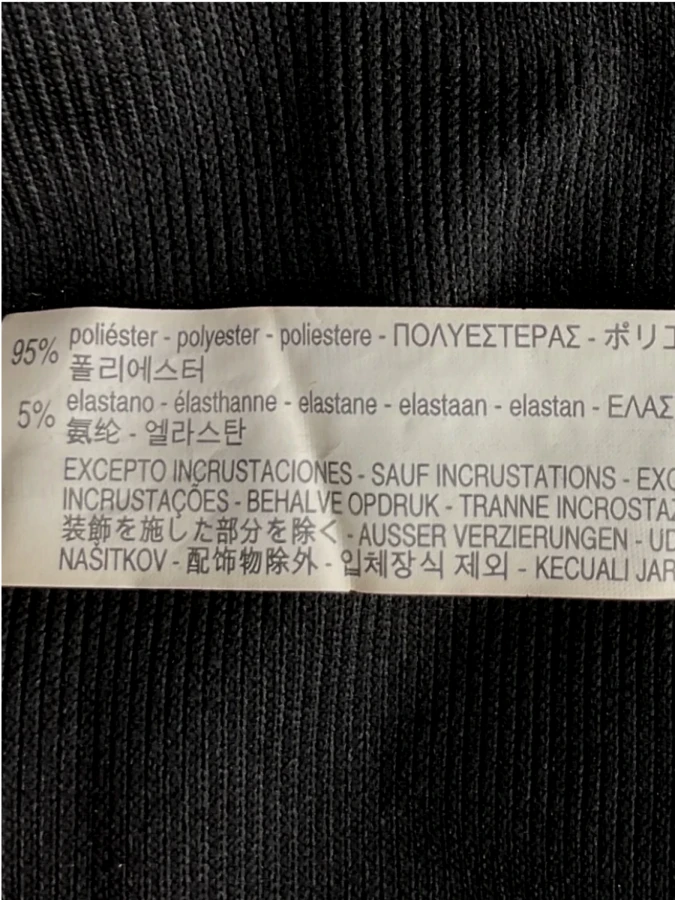 95% poliéster - polyester - poliestere - ΠΟΛΥΕΣΤΕΡΑΣ - ポリエ
폴리에스터
5% elastano - élasthanne - elastane - elastaan - elastan - ΕΛΑΣ
氨纶 - 엘라스탄
EXCEPTO INCRUSTACIONES - SAUF INCRUSTATIONS - EXC
INCRUSTAÇÕES - BEHALVE OPDRUK - TRANNE INCROSTAZ
装飾を施した部分を除く - AUSSER VERZIERUNGEN - UD
NAŠITKOV - 配饰物除外 - 입체장식 제외 - KECUALI JAR